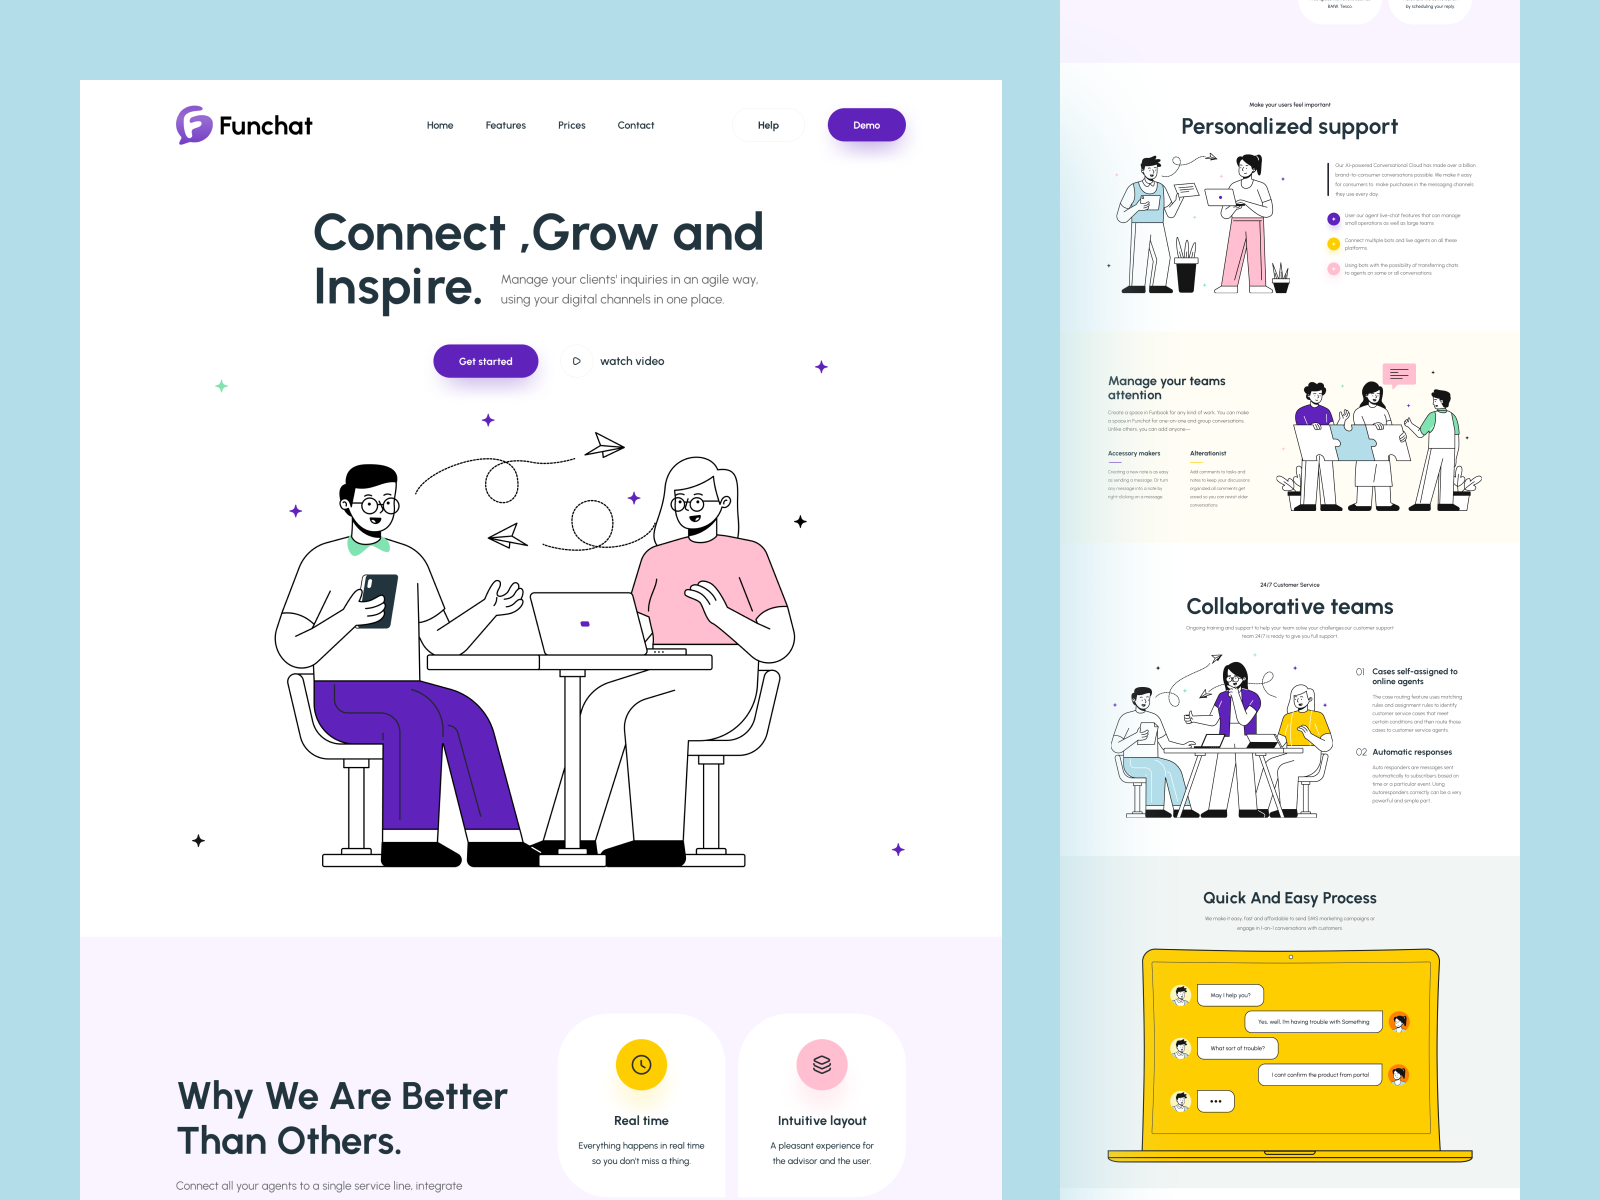 Funchat
Home
Features
Prices
Contact
Help
Demo
Connect ,Grow and
Inspire.
Manage your clients' inquiries in an agile way,
using your digital channels in one place.
Get started
watch video
Why We Are Better
Than Others.
Connect all your agents to a single service line, integrate
Real time
Everything happens in real time
so you don't miss a thing.
Intuitive layout
A pleasant experience for
the advisor and the user.
BARW. Tesco.
by scheduling your reply.
Make your users feel important
Personalized support
Our AI-powered Conversational Cloud has made over a billion
brand-to-consumer conversations possible. We make it easy
for consumers to make purchases in the messaging channels
they use every day.
User our agent live-chat features that can manage
small operations as well as large teams
Connect multiple bots and live agents on all these
platforms.
Using bots with the possibility of transferring chats
to agents on some or all conversations
Manage your teams
attention
Create a space in Funbook for any kind of work. You can make
a space in Funchat for one-on-one and group conversations.
Unlike others; you can add anyone—
Accessory makers
Creating a new note is as easy
as sending a message. Or turn
any message into a note by
right-clicking on a message.
Alterationist
Add comments to tasks and
notes to keep your discussions
organized all comments get
saved so you can revisit older
conversations.
24/7 Customer Service
Collaborative teams
Ongoing training and support to help your team solve your challenges.our customer support
team 24/7 is ready to give you full support
01
Cases self-assigned to
online agents
The case routing feature uses matching
rules and assignment rules to identify
customer service cases that meet
certain conditions and then route those
cases to customer service agents.
02
Automatic responses
Auto responders are messages sent
automatically to subscribers based on
time or a particular event. Using
autoresponders correctly can be a very
powerful and simple part.
Quick And Easy Process
We make it easy, fast and affordable to send SMS marketing campaigns or
engage in 1-on-1 conversations with customers.
May I help you?
Yes, well, I'm having trouble with Something
What sort of trouble?
I cant confirm the product from portal